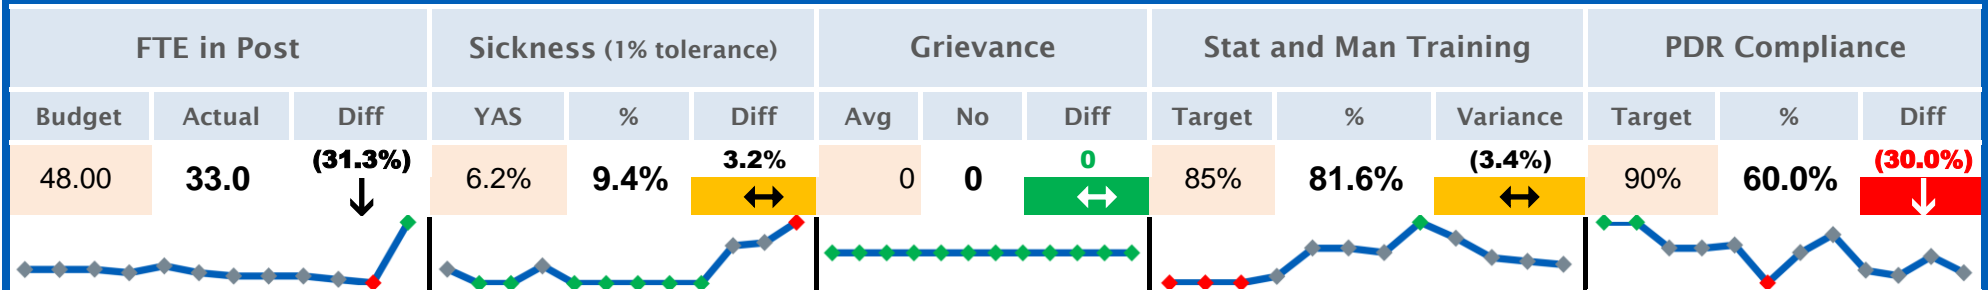 FTE in Post Sickness (1% tolerance) Grievance Stat and Man Training PDR Compliance
Budget Actual Diff YAS % Diff Avg No Diff Target % Variance Target % Diff
48.00 33.0 (31.3%) 6.2% 9.4% 3.2% 0 0 0 85% 81.6% (3.4%) 90% 60.0% (30.0%)